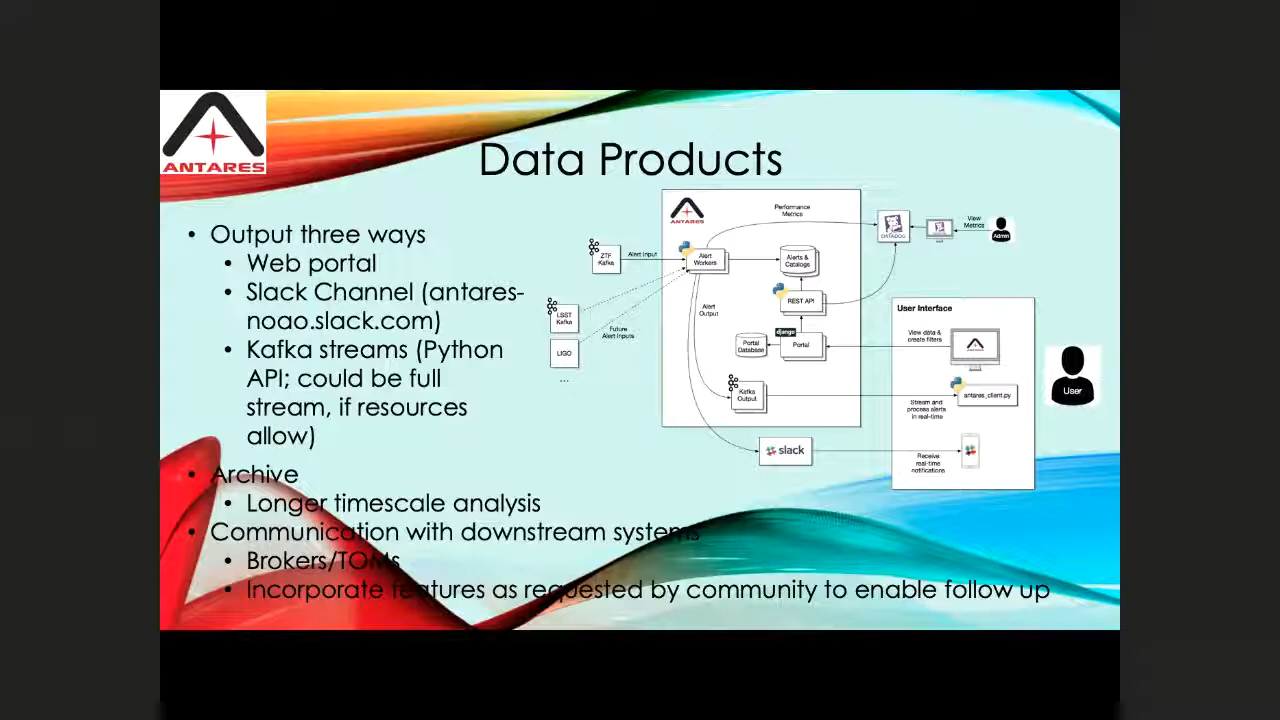 ANTARES
Data Products
• Output three ways
• Web portal
• Slack Channel (antares-
noao.slack.com)
• Kafka streams (Python
API; could be full
stream, if resources
allow)
• Archive
• Longer timescale analysis
• Communication with downstream systems
• Brokers/TOMs
• Incorporate features as requested by community to enable follow up
ANTARES
Performance
Metrics
DATADOG
View
Metrics
Admin
ZTF
Kafka
Alert Input
Alert
Workers
Alerts &
Catalogs
LSST
Kafka
Future
Alert Inputs
LIGO
...
Alert
Output
REST API
django
Portal
Database
Portal
Kafka
Output
slack
User Interface
View data &
create filters
antares_client.py
Stream and
process alerts
in real-time
Receive
real-time
notifications
User